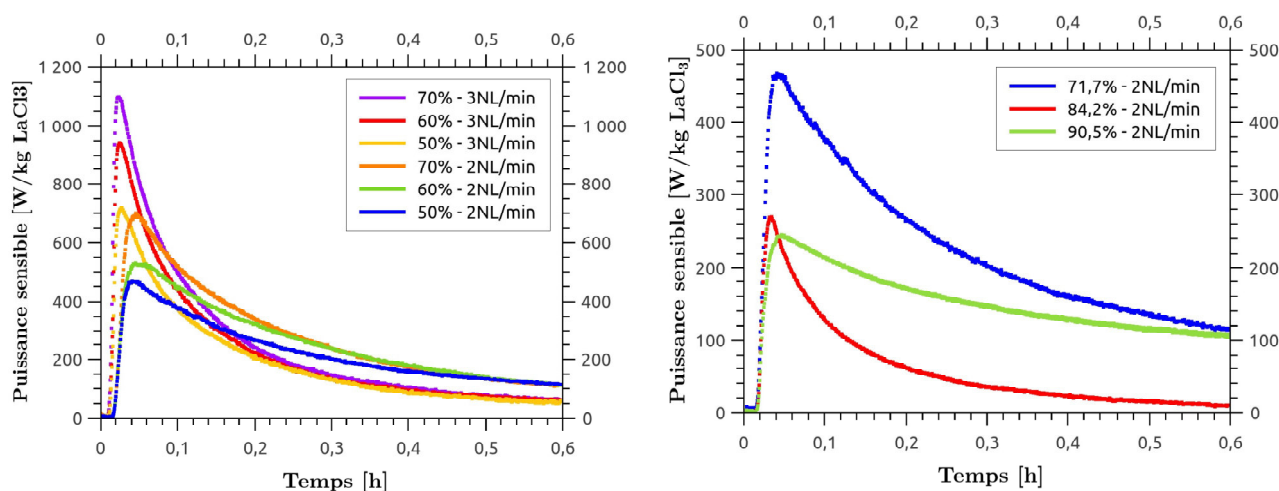 0 0,1 0,2 0,3 0,4 0,5 0,6
1 200 1 200
1 000 1 000
800 800
600 600
400 400
200 200
0 0
Puissance sensible [W/kg LaCl3]
70% - 3NL/min
60% - 3NL/min
50% - 3NL/min
70% - 2NL/min
60% - 2NL/min
50% - 2NL/min
0 0,1 0,2 0,3 0,4 0,5 0,6
Temps [h]
0 0,1 0,2 0,3 0,4 0,5 0,6
500 500
400 400
300 300
200 200
100 100
0 0
Puissance sensible [W/kg LaCl₃]
71,7% - 2NL/min
84,2% - 2NL/min
90,5% - 2NL/min
0 0,1 0,2 0,3 0,4 0,5 0,6
Temps [h]